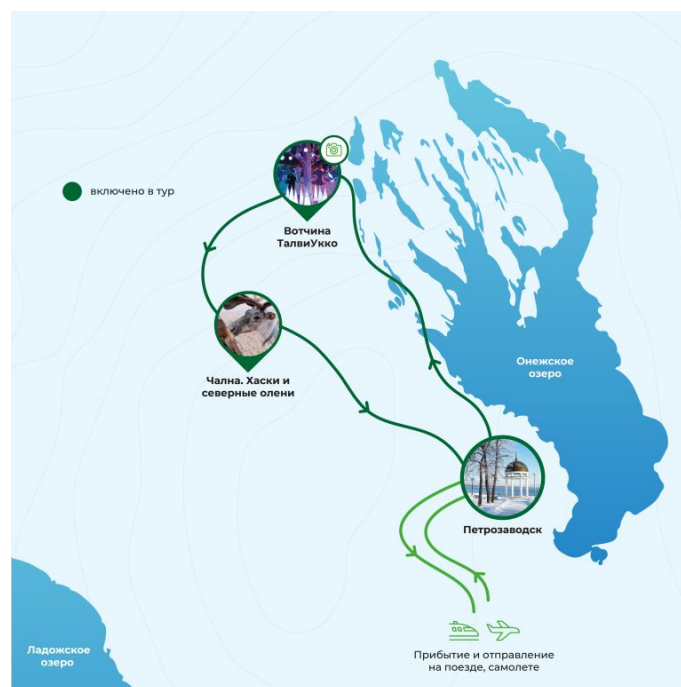 включено в тур
Вотчина
ТалвиУкко
Чална. Хаски и
северные олени
Онежское
озеро
Петрозаводск
Ладожское
озеро
Прибытие и отправление
на поезде, самолете